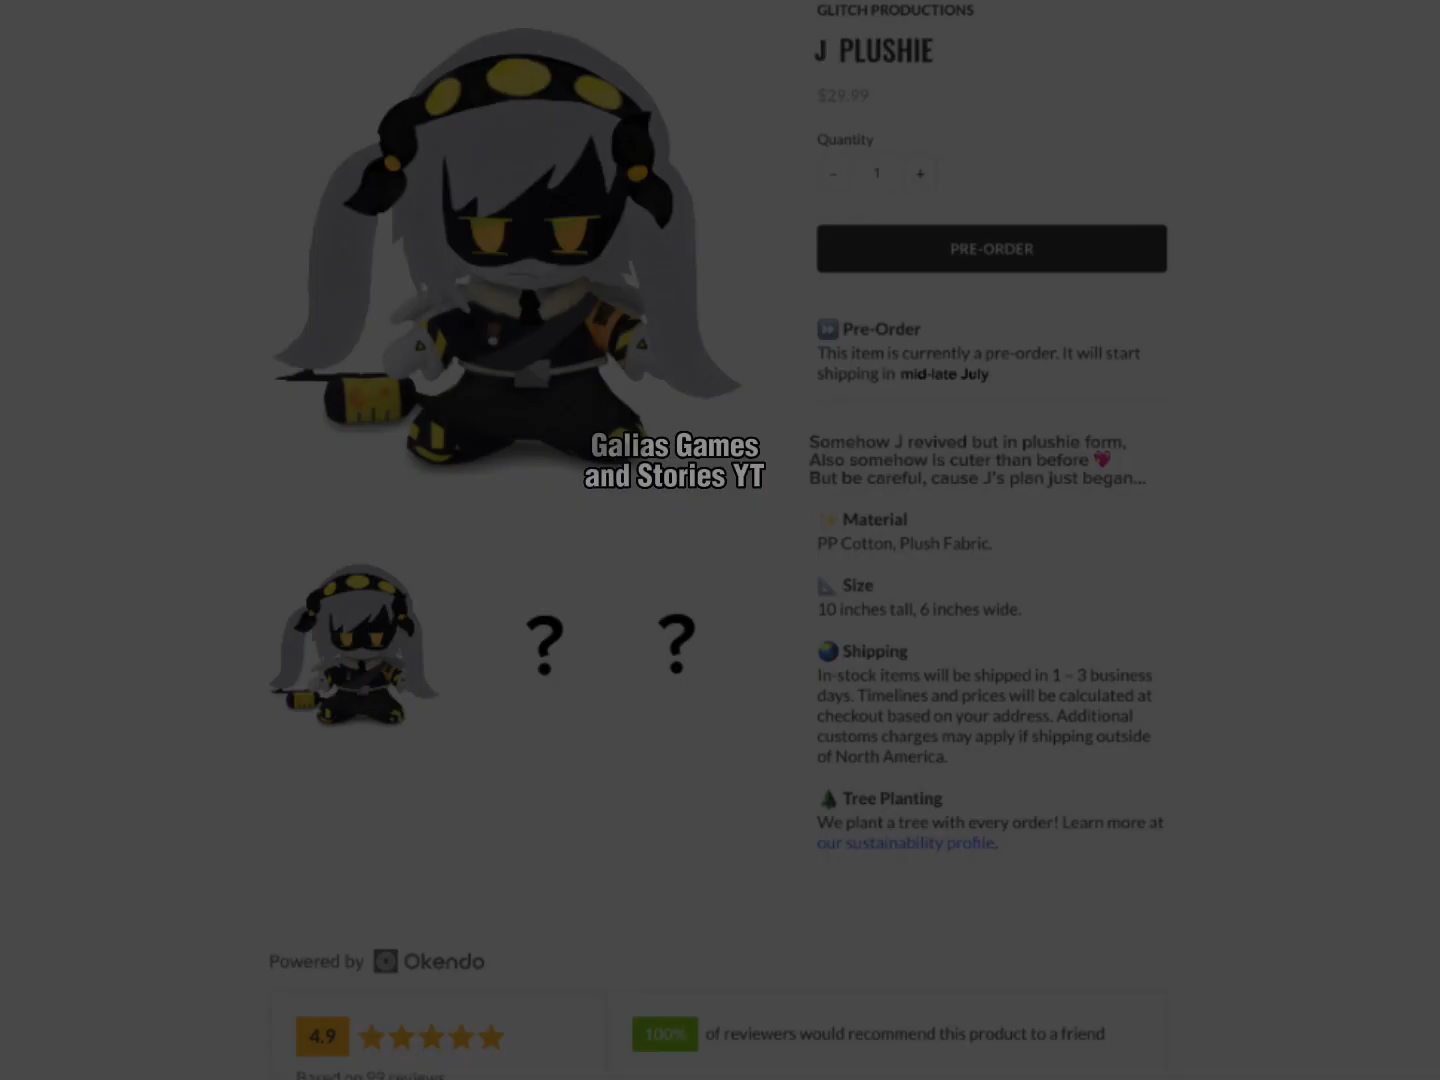 GLITCH PRODUCTIONS
J PLUSHIE
$29.99
Quantity
- 1 +
PRE-ORDER
Pre-Order
This item is currently a pre-order. It will start
shipping in mid-late July
Galias Games
and Stories YT
Somehow J revived but in plushie form,
Also somehow is cuter than before 💘
But be careful, cause J's plan just began...
Material
PP Cotton, Plush Fabric.
Size
10 inches tall, 6 inches wide.
? ?
Shipping
In-stock items will be shipped in 1 – 3 business
days. Timelines and prices will be calculated at
checkout based on your address. Additional
customs charges may apply if shipping outside
of North America.
Tree Planting
We plant a tree with every order! Learn more at
our sustainability profile.
Powered by Okendo
4.9
100% of reviewers would recommend this product to a friend
Based on 99 reviews